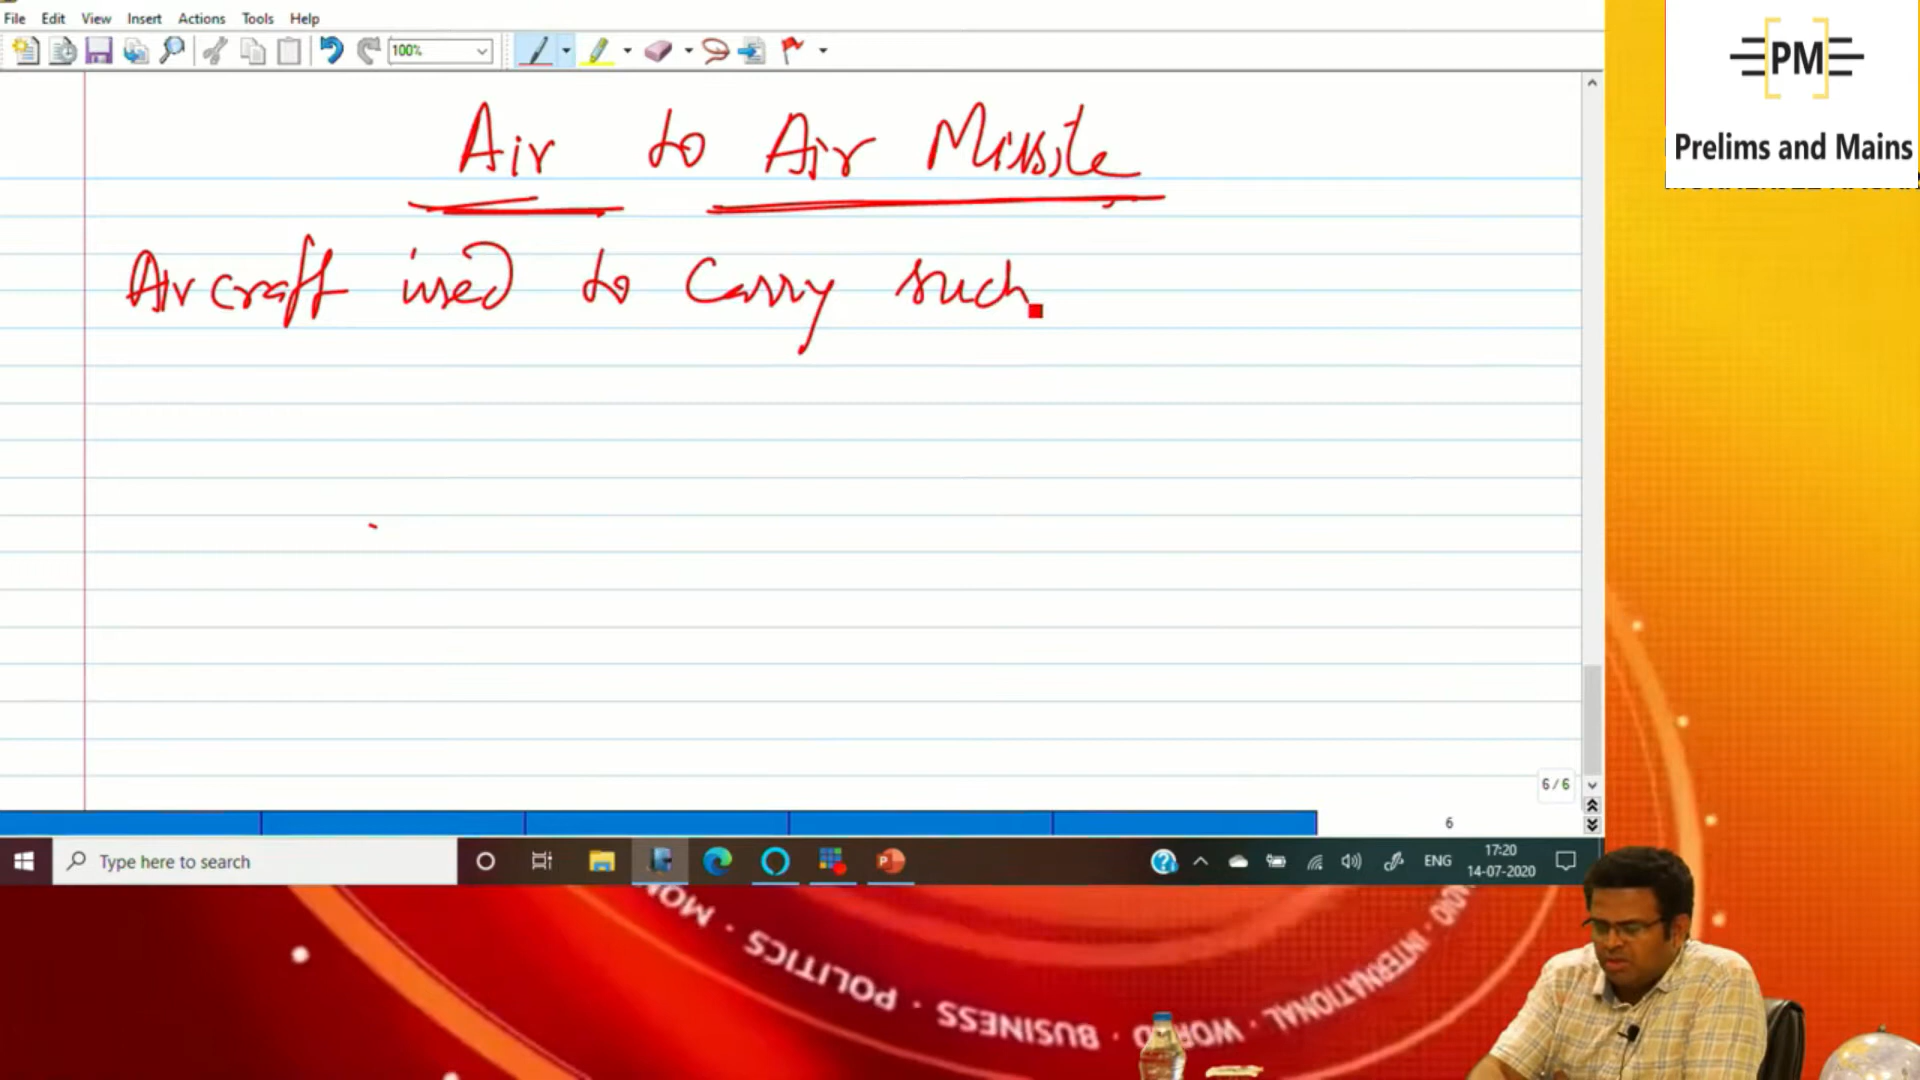 File Edit View Insert Actions Tools Help
100%
PM
Prelims and Mains
Air to Air Missile
Aircraft used to Carry such
6/6
6
Type here to search
ENG
17:20
14-07-2020
POLITICS · BUSINESS · WORLD · INTERNATIONAL